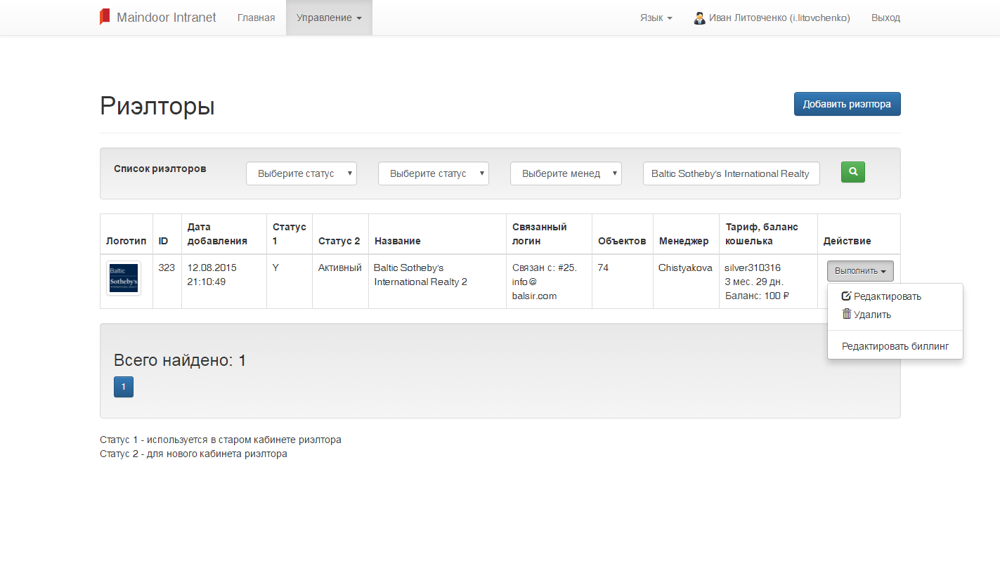 Maindoor Intranet Главная Управление Язык Иван Литовченко (i.litovchenko) Выход
Риэлторы
Добавить риэлтора
Список риэлторов Выберите статус Выберите статус Выберите менед Baltic Sotheby's International Realty
Логотип ID Дата добавления Статус 1 Статус 2 Название Связанный логин Объектов Менеджер Тариф, баланс кошелька Действие
Baltic
Sotheby's
INTERNATIONAL REALTY
323
12.08.2015
21:10:49
Y
Активный
Baltic Sotheby's
International Realty 2
Связан с: #25.
info@
balsir.com
74
Chistyakova
silver310316
3 мес. 29 дн.
Баланс: 100 ₽
Выполнить
Редактировать
Удалить
Редактировать биллинг
Всего найдено: 1
1
Статус 1 - используется в старом кабинете риэлтора
Статус 2 - для нового кабинета риэлтора